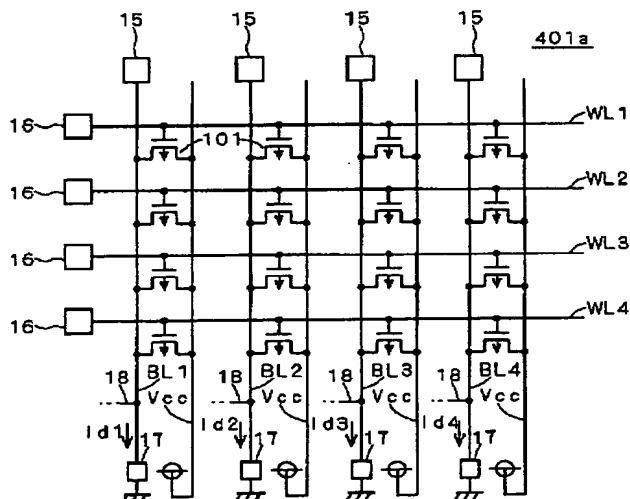 15 15 15 15 401a
16 101 WL1
16 WL2
16 WL3
16 WL4
18 BL1 18 BL2 18 BL3 18 BL4
Vcc Vcc Vcc Vcc
Id1 Id2 Id3 Id4
17 17 17 17